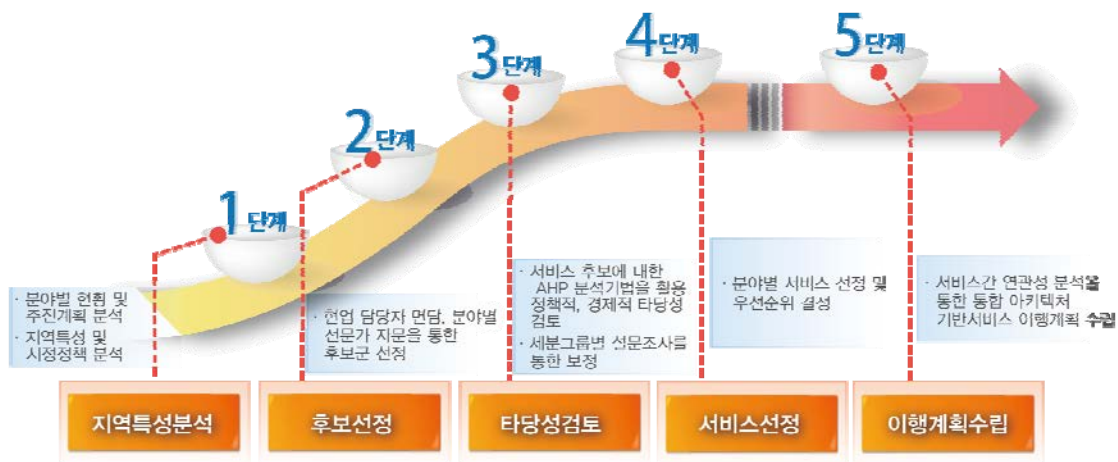 1단계
2단계
3단계
4단계
5단계
· 분야별 현황 및
추진계획 분석
· 지역특성 및
시정정책 분석
· 현업 담당자 면담, 분야별
전문가 자문을 통한
후보군 선정
· 서비스 후보에 대한
AHP 분석기법을 활용
정책적, 경제적 타당성
검토
· 세분그룹별 설문조사를
통한 보정
· 분야별 서비스 선정 및
우선순위 결정
· 서비스간 연관성 분석을
통한 통합 아키텍처
기반서비스 이행계획 수립
지역특성분석
후보선정
타당성검토
서비스선정
이행계획수립